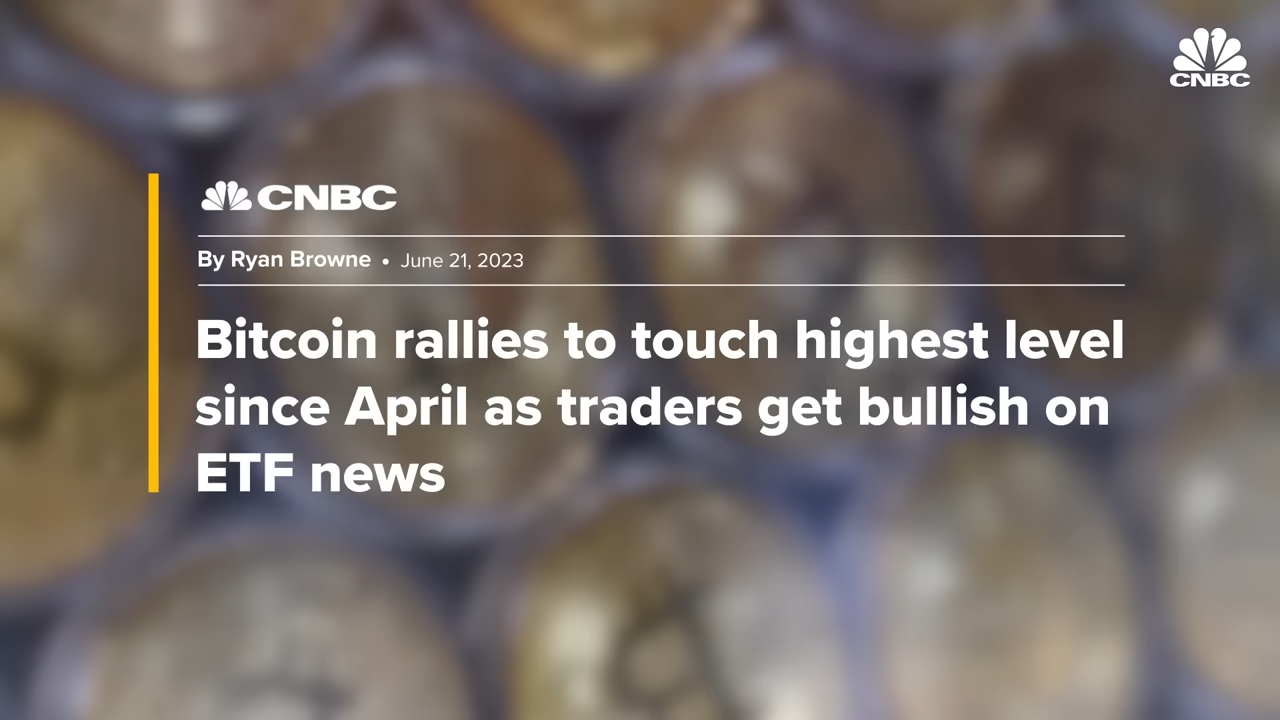 CNBC
CNBC
By Ryan Browne • June 21, 2023
Bitcoin rallies to touch highest level
since April as traders get bullish on
ETF news